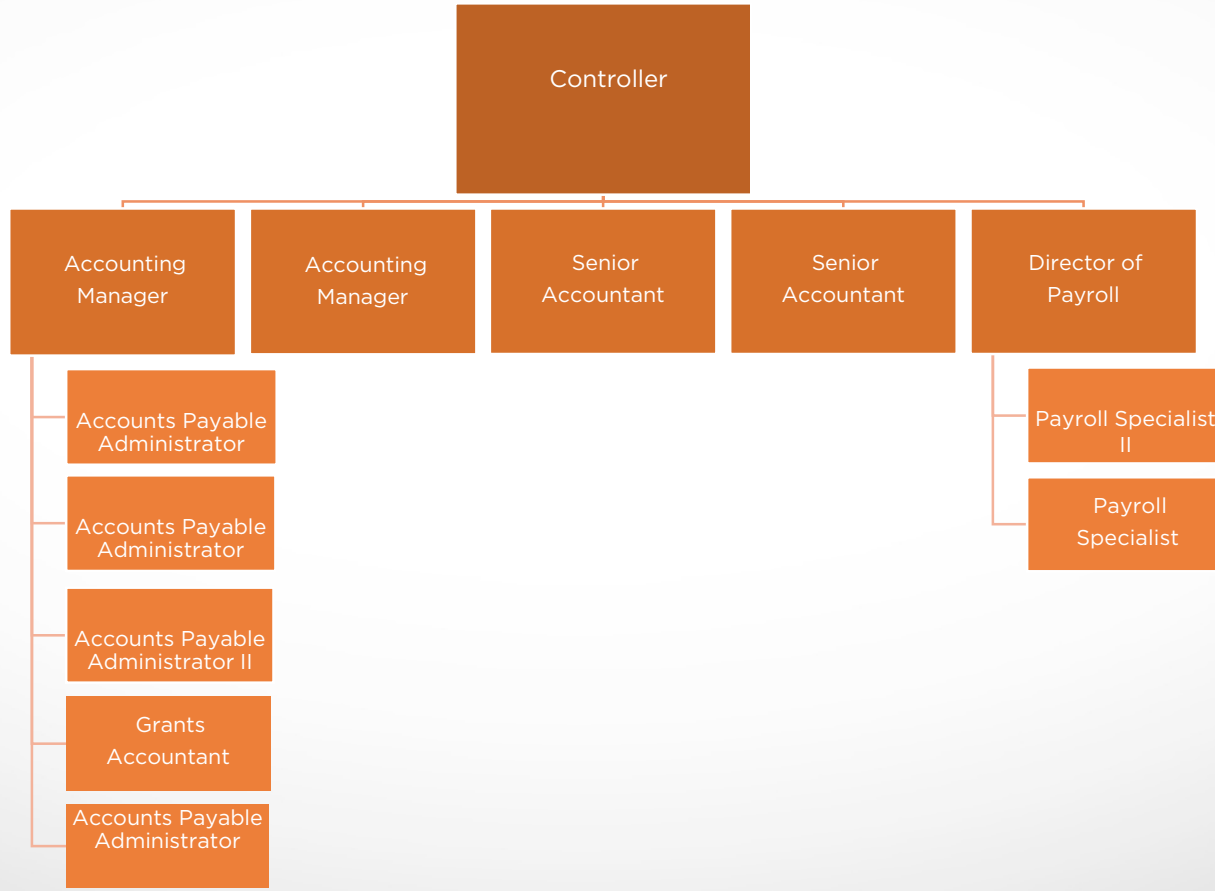 Controller
Accounting
Manager
Accounting
Manager
Senior
Accountant
Senior
Accountant
Director of
Payroll
Accounts Payable
Administrator
Accounts Payable
Administrator
Accounts Payable
Administrator II
Grants
Accountant
Accounts Payable
Administrator
Payroll Specialist
II
Payroll
Specialist